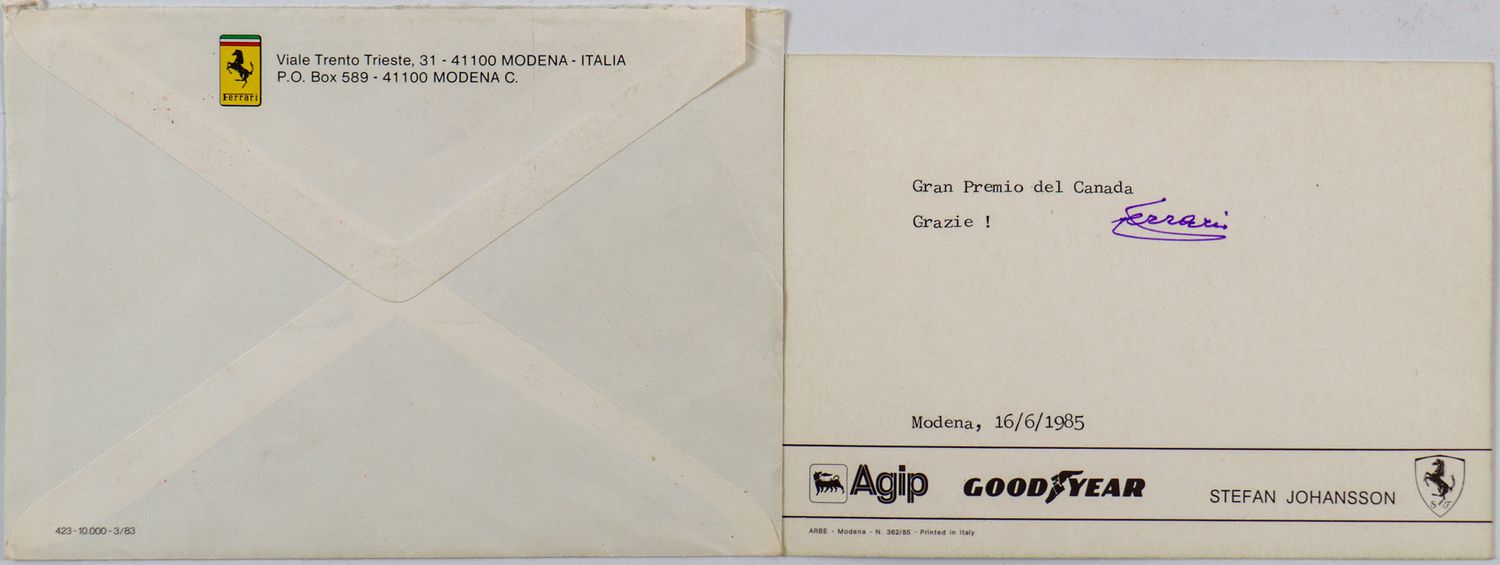 Ferrari
Viale Trento Trieste, 31 - 41100 MODENA - ITALIA
P.O. Box 589 - 41100 MODENA C.
423-10.000-3/83
Gran Premio del Canada
Grazie !
Ferrari
Modena, 16/6/1985
Agip
GOODYEAR
STEFAN JOHANSSON
S F
ARBE - Modena - N. 362/85 - Printed in Italy